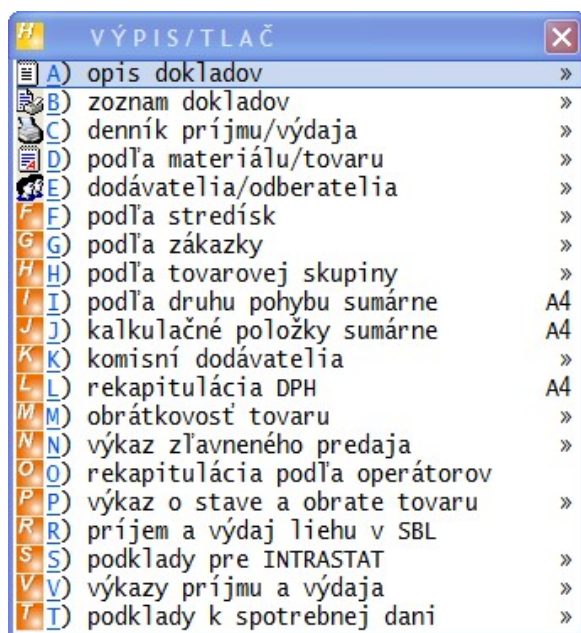 H VÝPIS/TLAČ
A) opis dokladov »
B) zoznam dokladov »
C) denník príjmu/výdaja »
D) podľa materiálu/tovaru »
E) dodávatelia/odberatelia »
F F) podľa stredísk »
G G) podľa zákazky »
H H) podľa tovarovej skupiny »
I I) podľa druhu pohybu sumárne A4
J J) kalkulačné položky sumárne A4
K K) komisní dodávatelia »
L L) rekapitulácia DPH A4
M M) obrátkovosť tovaru »
N N) výkaz zľavneného predaja »
O O) rekapitulácia podľa operátorov
P P) výkaz o stave a obrate tovaru »
R R) príjem a výdaj liehu v SBL
S S) podklady pre INTRASTAT »
V V) výkazy príjmu a výdaja »
T T) podklady k spotrebnej dani »